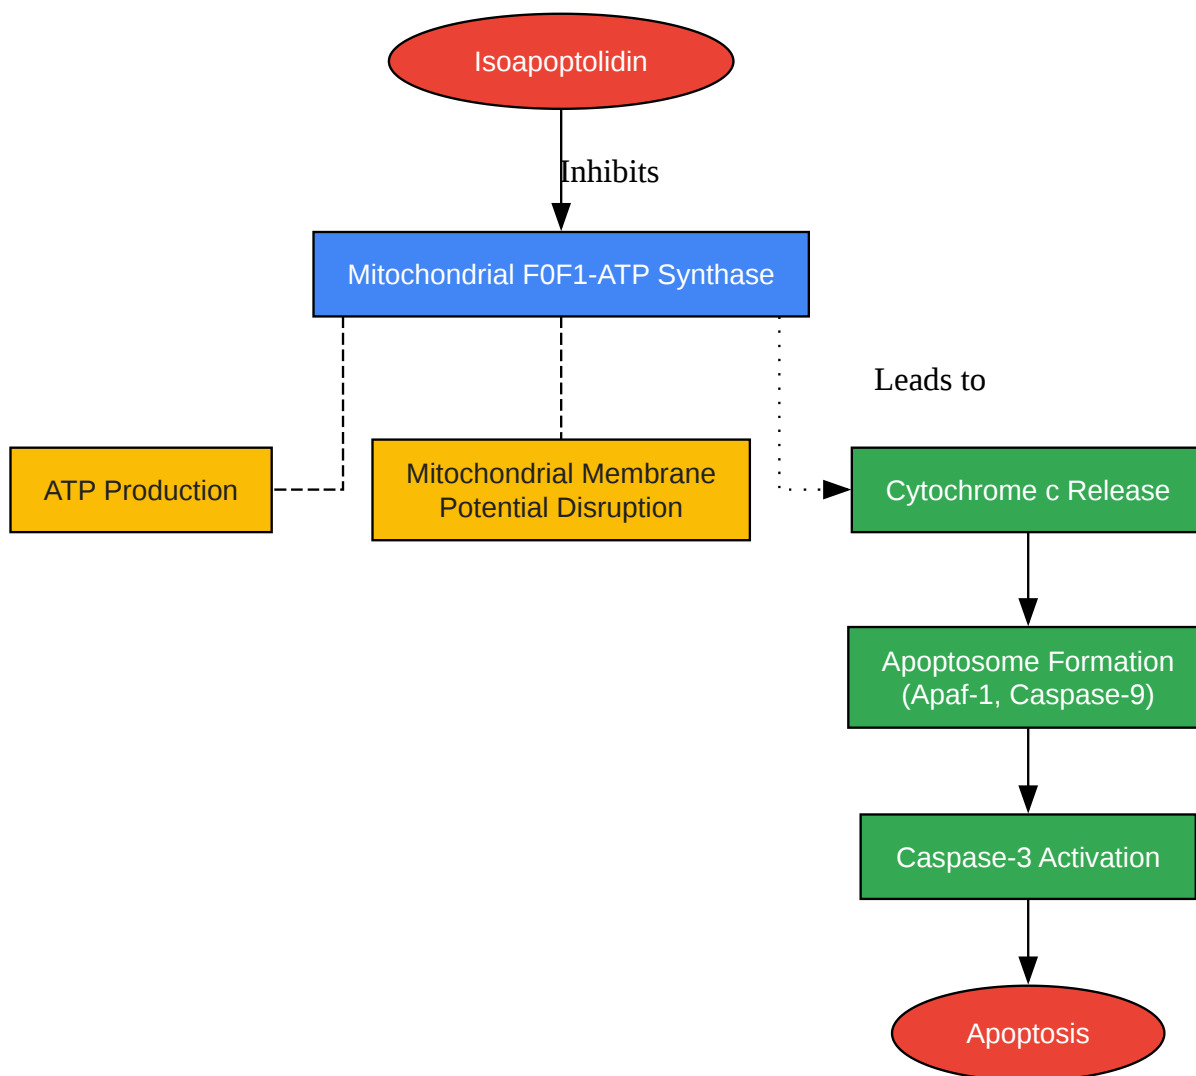 Isoapoptolidin
Inhibits
Mitochondrial F0F1-ATP Synthase
Leads to
ATP Production
Mitochondrial Membrane
Potential Disruption
Cytochrome c Release
Apoptosome Formation
(Apaf-1, Caspase-9)
Caspase-3 Activation
Apoptosis